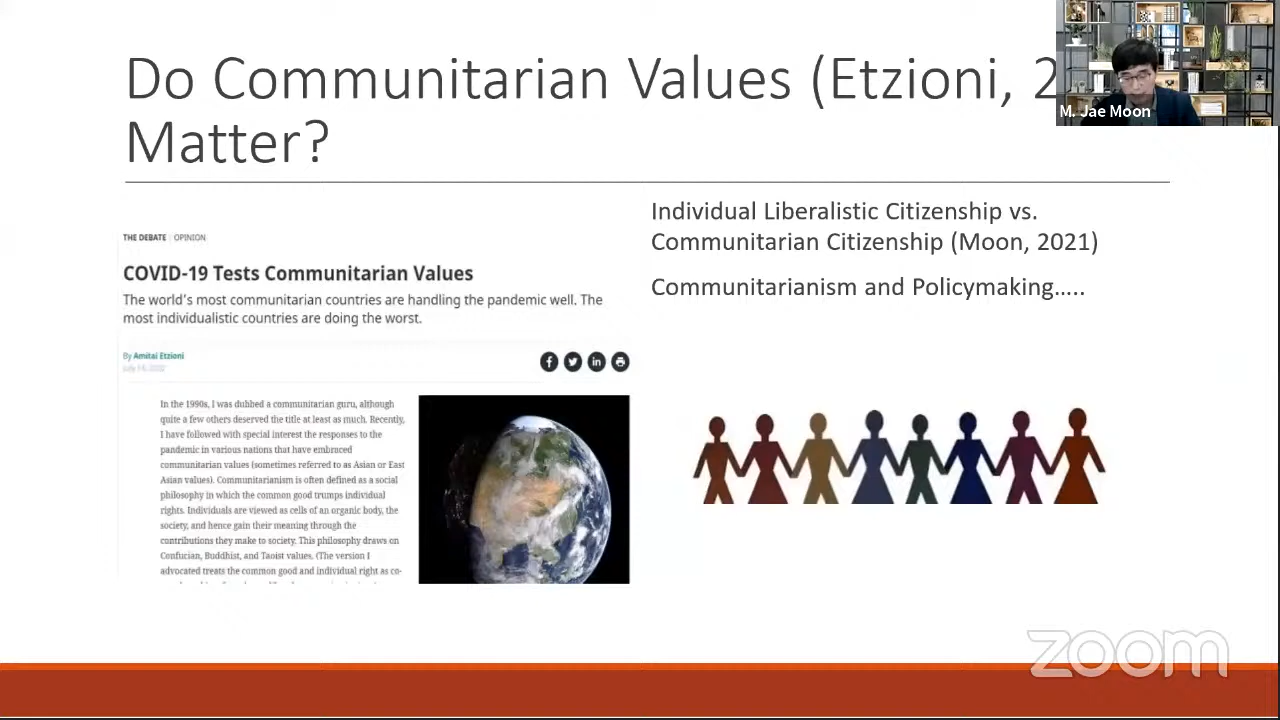 Do Communitarian Values (Etzioni, 2
Matter?
M. Jae Moon
THE DEBATE | OPINION
COVID-19 Tests Communitarian Values
The world's most communitarian countries are handling the pandemic well. The
most individualistic countries are doing the worst.
By Amitai Etzioni
In the 1990s, I was dubbed a communitarian guru, although
quite a few others deserved the title at least as much. Recently,
I have followed with special interest the responses to the
pandemic in various nations that have embraced
communitarian values (sometimes referred to as Asian or East
Asian values). Communitarianism is often defined as a social
philosophy in which the common good trumps individual
rights. Individuals are viewed as cells of an organic body, the
society, and hence gain their meaning through the
contributions they make to society. This philosophy draws on
Confucian, Buddhist, and Taoist values. (The version I
advocated treats the common good and individual right as co-
Individual Liberalistic Citizenship vs.
Communitarian Citizenship (Moon, 2021)
Communitarianism and Policymaking.....
zoom